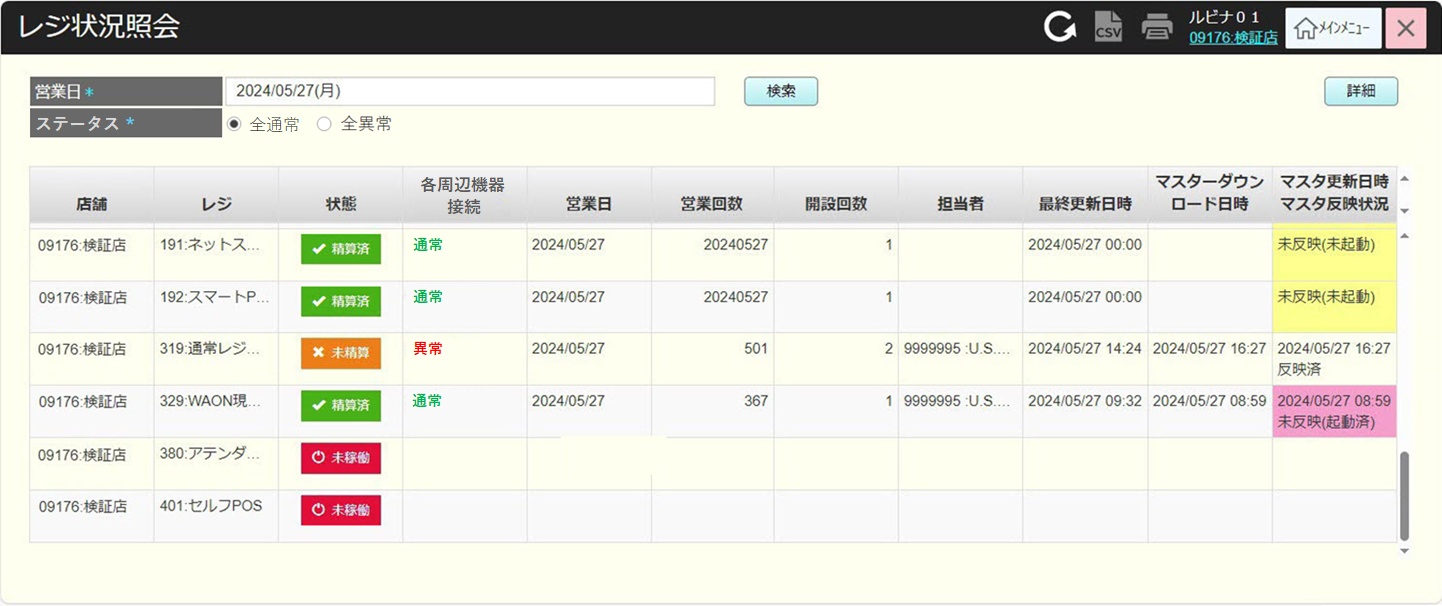 レジ状況照会
CSV
ルビナ０１
09176:検証店
メインメニュー
営業日*
2024/05/27(月)
検索
詳細
ステータス *
全通常
全異常
店舗 レジ 状態 各周辺機器 接続 営業日 営業回数 開設回数 担当者 最終更新日時 マスターダウン ロード日時 マスタ更新日時 マスタ反映状況
09176:検証店 191:ネットス... 精算済 通常 2024/05/27 20240527 1 2024/05/27 00:00 未反映(未起動)
09176:検証店 192:スマートP... 精算済 通常 2024/05/27 20240527 1 2024/05/27 00:00 未反映(未起動)
09176:検証店 319:通常レジ... 未精算 異常 2024/05/27 501 2 9999995 :U.S.... 2024/05/27 14:24 2024/05/27 16:27 2024/05/27 16:27
反映済
09176:検証店 329:WAON現... 精算済 通常 2024/05/27 367 1 9999995 :U.S.... 2024/05/27 09:32 2024/05/27 08:59 2024/05/27 08:59
未反映(起動済)
09176:検証店 380:アテンダ... 未稼働
09176:検証店 401:セルフPOS 未稼働